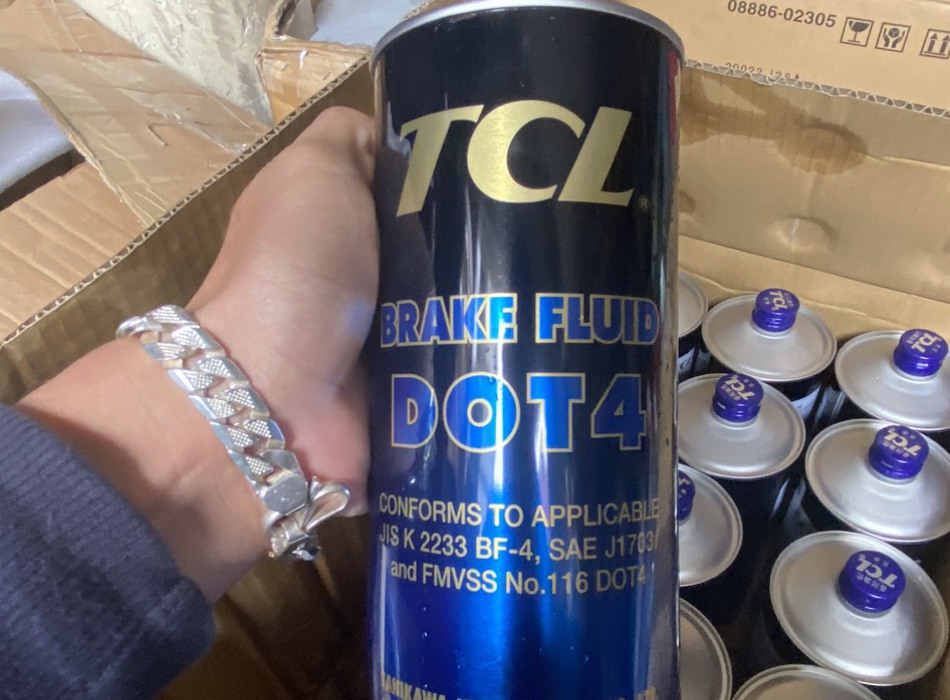 08886-02305
TCL®
BRAKE FLUID
DOT4
CONFORMS TO APPLICABLE
JIS K 2233 BF-4, SAE J1703
and FMVSS No.116 DOT4
TCL
TCL
TCL
TCL
TCL